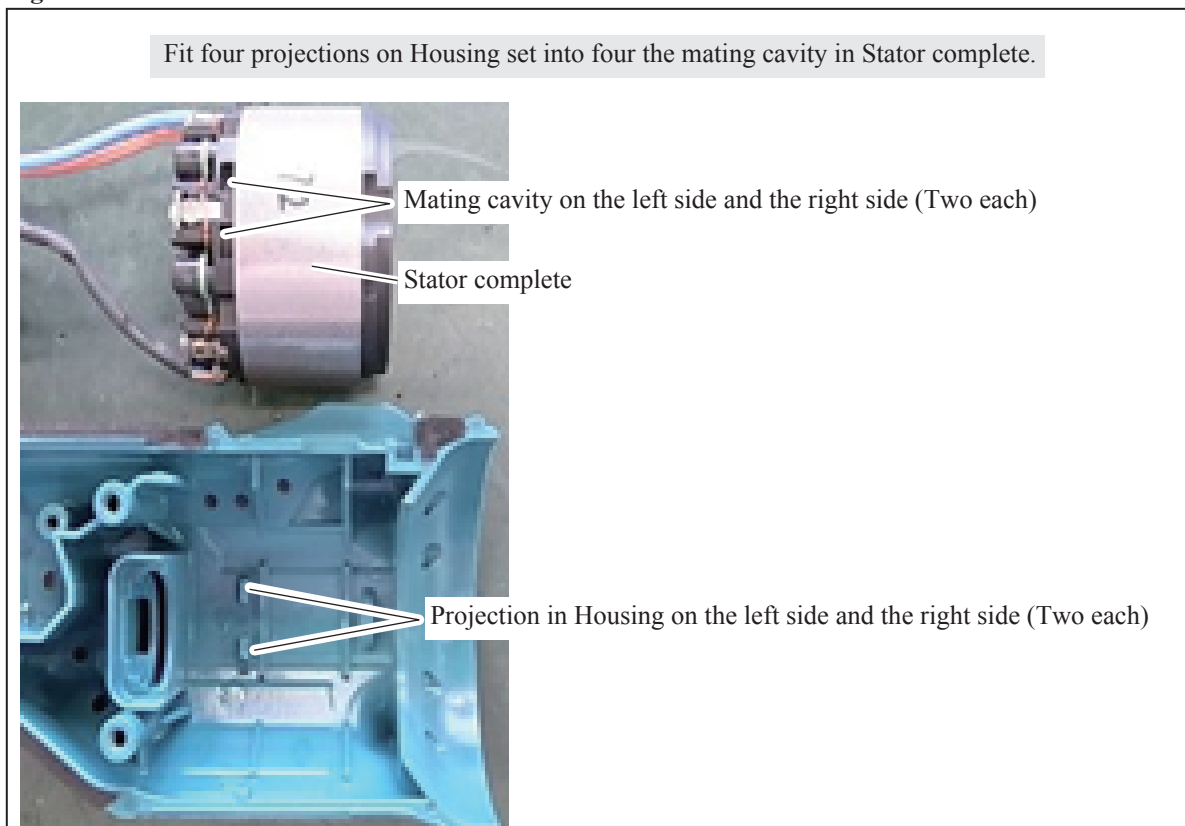 Fit four projections on Housing set into four the mating cavity in Stator complete.
Mating cavity on the left side and the right side (Two each)
Stator complete
Projection in Housing on the left side and the right side (Two each)